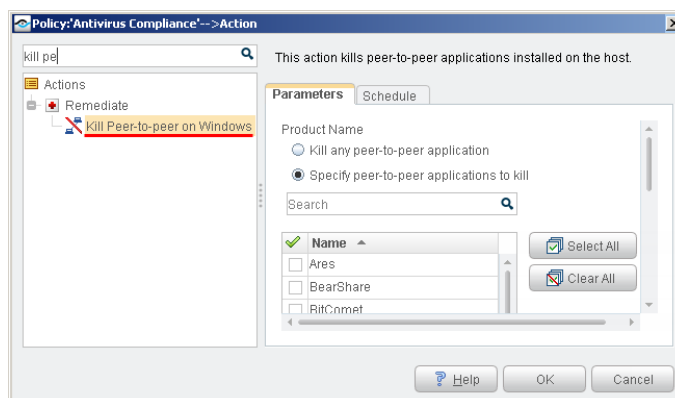 Policy:'Antivirus Compliance'-->Action
kill pe
Actions
Remediate
Kill Peer-to-peer on Windows
This action kills peer-to-peer applications installed on the host.
Parameters
Schedule
Product Name
Kill any peer-to-peer application
Specify peer-to-peer applications to kill
Search
Name
Ares
BearShare
BitComet
Select All
Clear All
Help
OK
Cancel